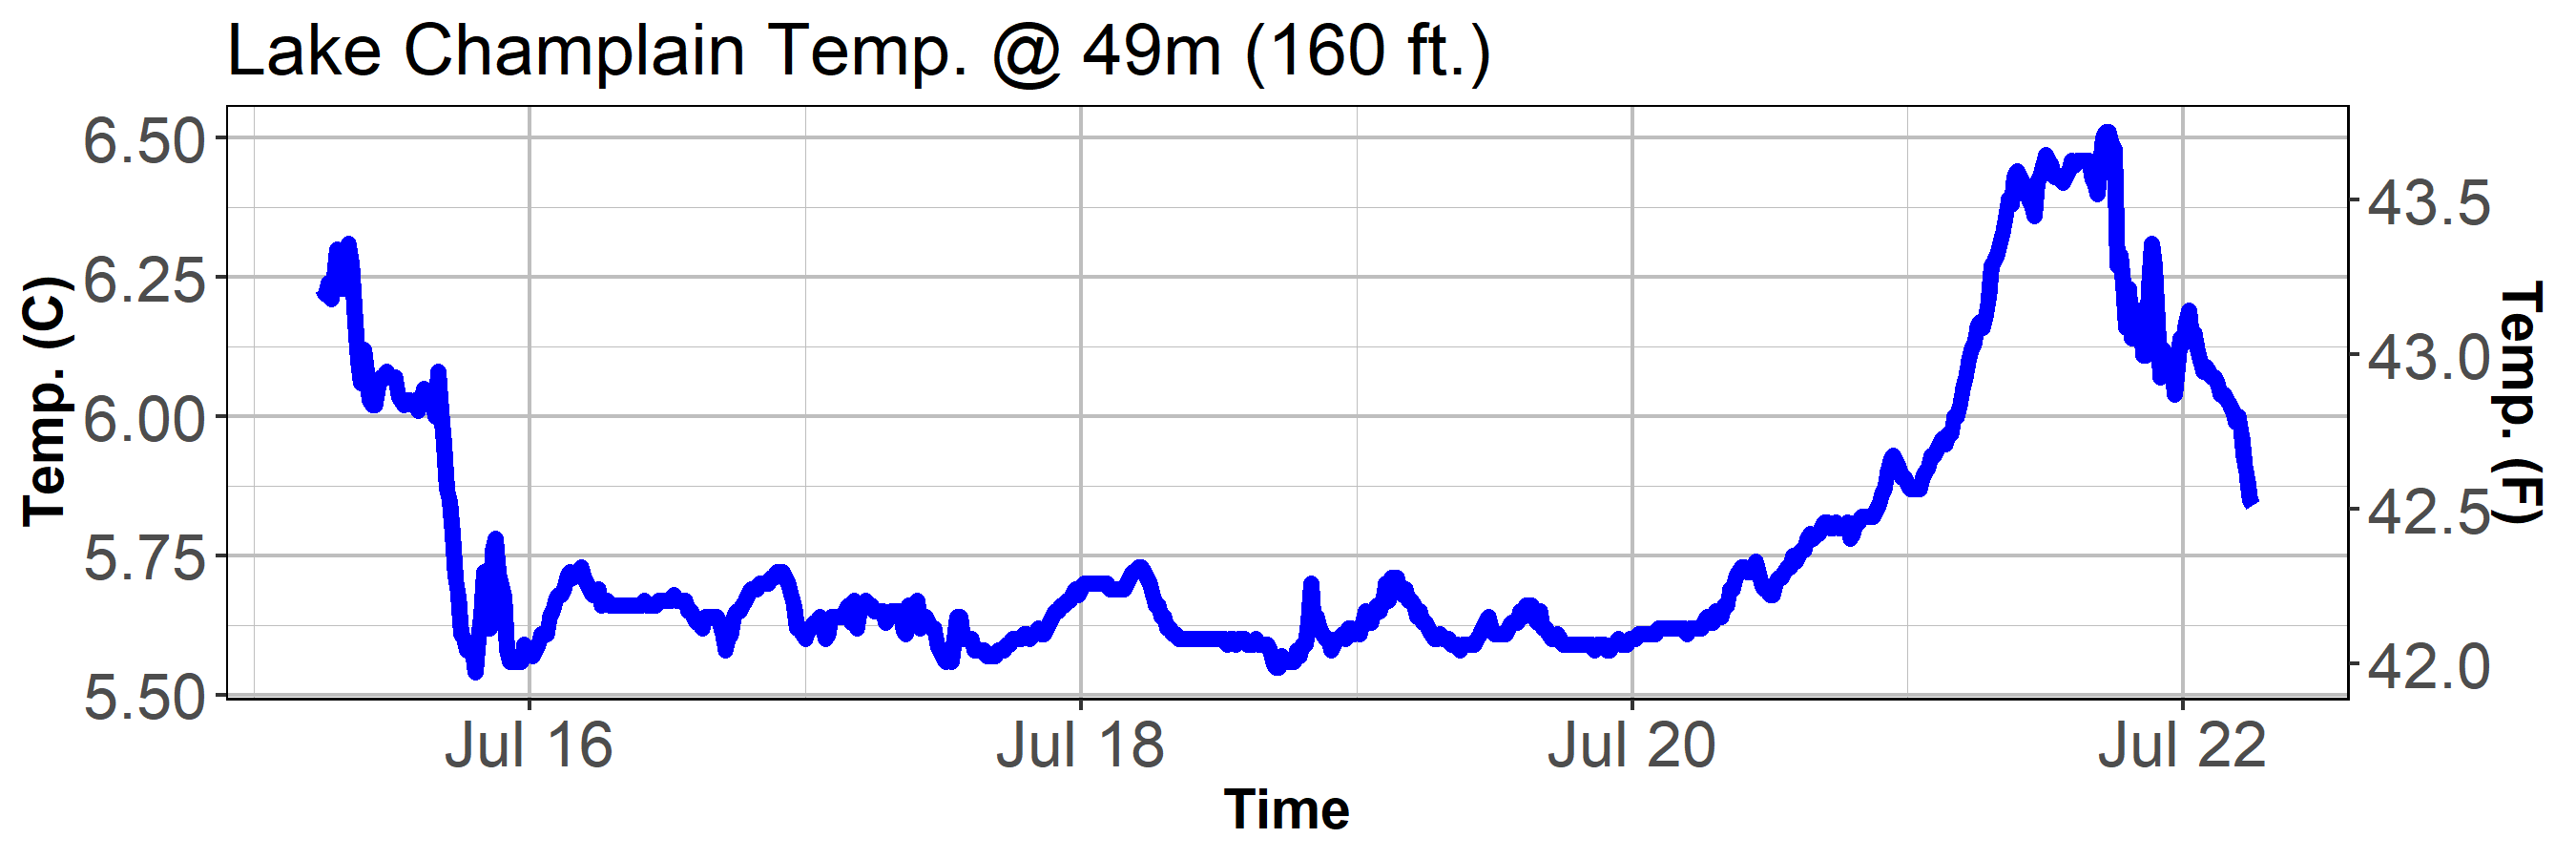 Lake Champlain Temp. @ 49m (160 ft.)
Temp. (C)
6.50
6.25
6.00
5.75
5.50
43.5
43.0
42.5
42.0
Temp. (F)
Jul 16
Jul 18
Jul 20
Jul 22
Time